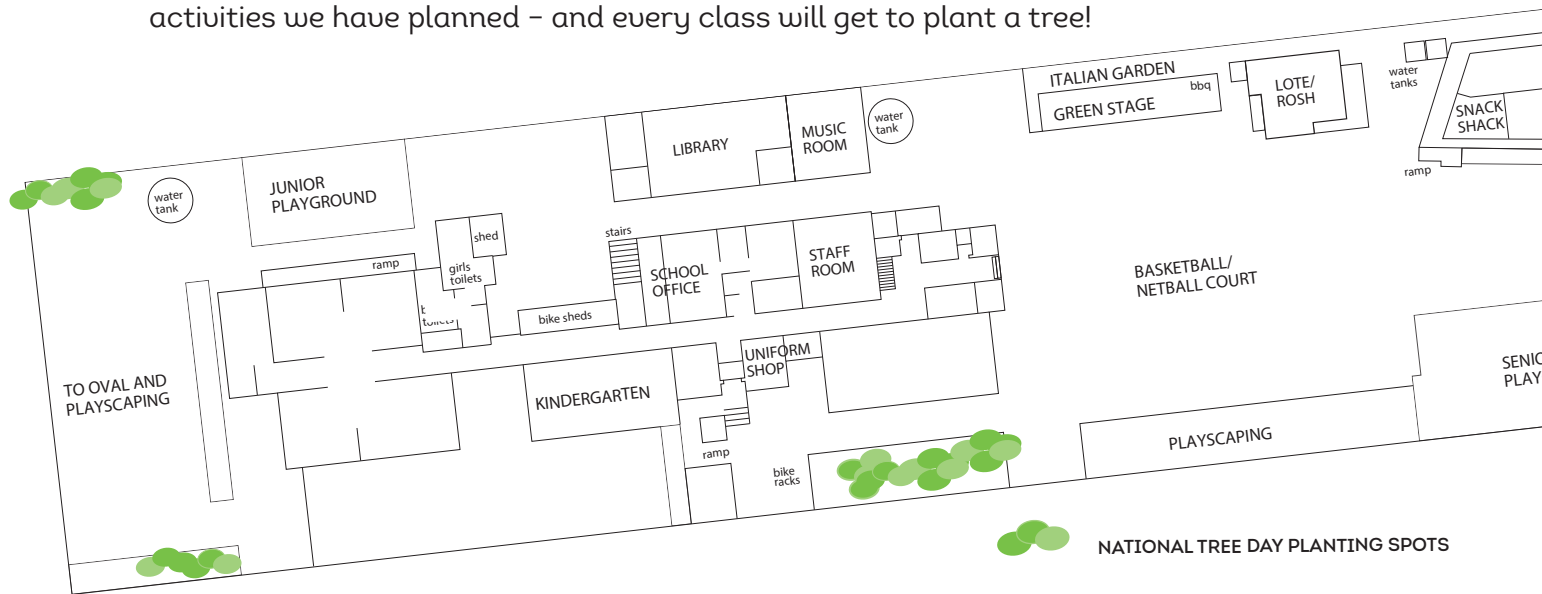 activities we have planned – and every class will get to plant a tree!
ITALIAN GARDEN
bbq
GREEN STAGE
LOTE/
ROSH
water
tanks
SNACK
SHACK
ramp
LIBRARY
MUSIC
ROOM
water
tank
water
tank
JUNIOR
PLAYGROUND
shed
stairs
ramp
girls
toilets
toilets
SCHOOL
OFFICE
STAFF
ROOM
bike sheds
BASKETBALL/
NETBALL COURT
UNIFORM
SHOP
TO OVAL AND
PLAYSCAPING
KINDERGARTEN
SENIO
PLAY
PLAYSCAPING
ramp
bike
racks
NATIONAL TREE DAY PLANTING SPOTS